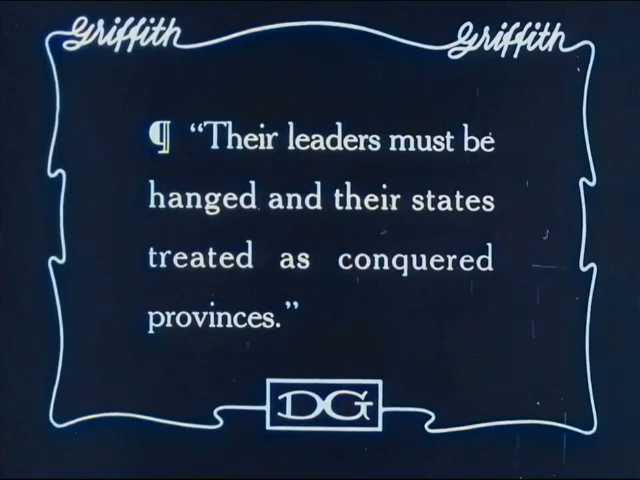 Griffith Griffith
¶ “Their leaders must be
hanged and their states
treated as conquered
provinces.”
DG